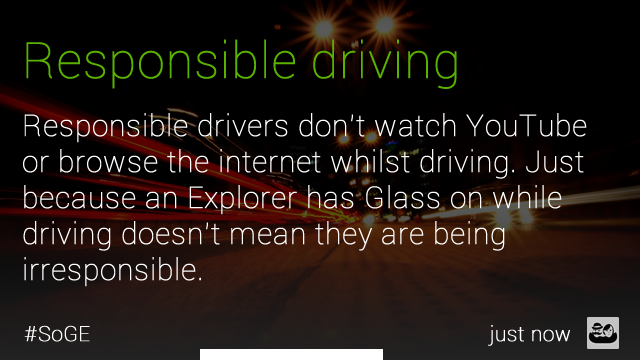 Responsible driving
Responsible drivers don't watch YouTube
or browse the internet whilst driving. Just
because an Explorer has Glass on while
driving doesn't mean they are being
irresponsible.
#SoGE
just now